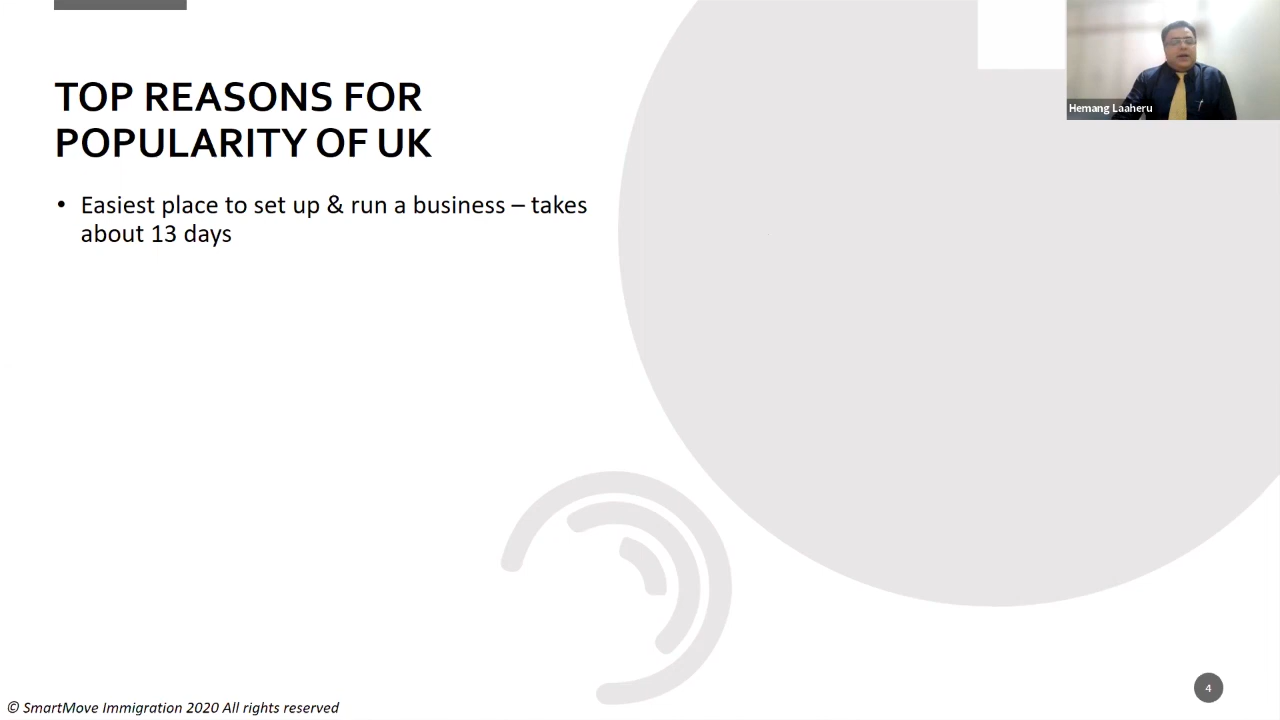 TOP REASONS FOR
POPULARITY OF UK
• Easiest place to set up & run a business – takes
about 13 days
Hemang Laaheru
4
© SmartMove Immigration 2020 All rights reserved